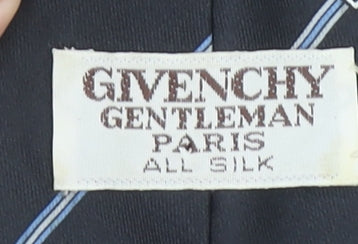 GIVENCHY
GENTLEMAN
PARIS
ALL SILK